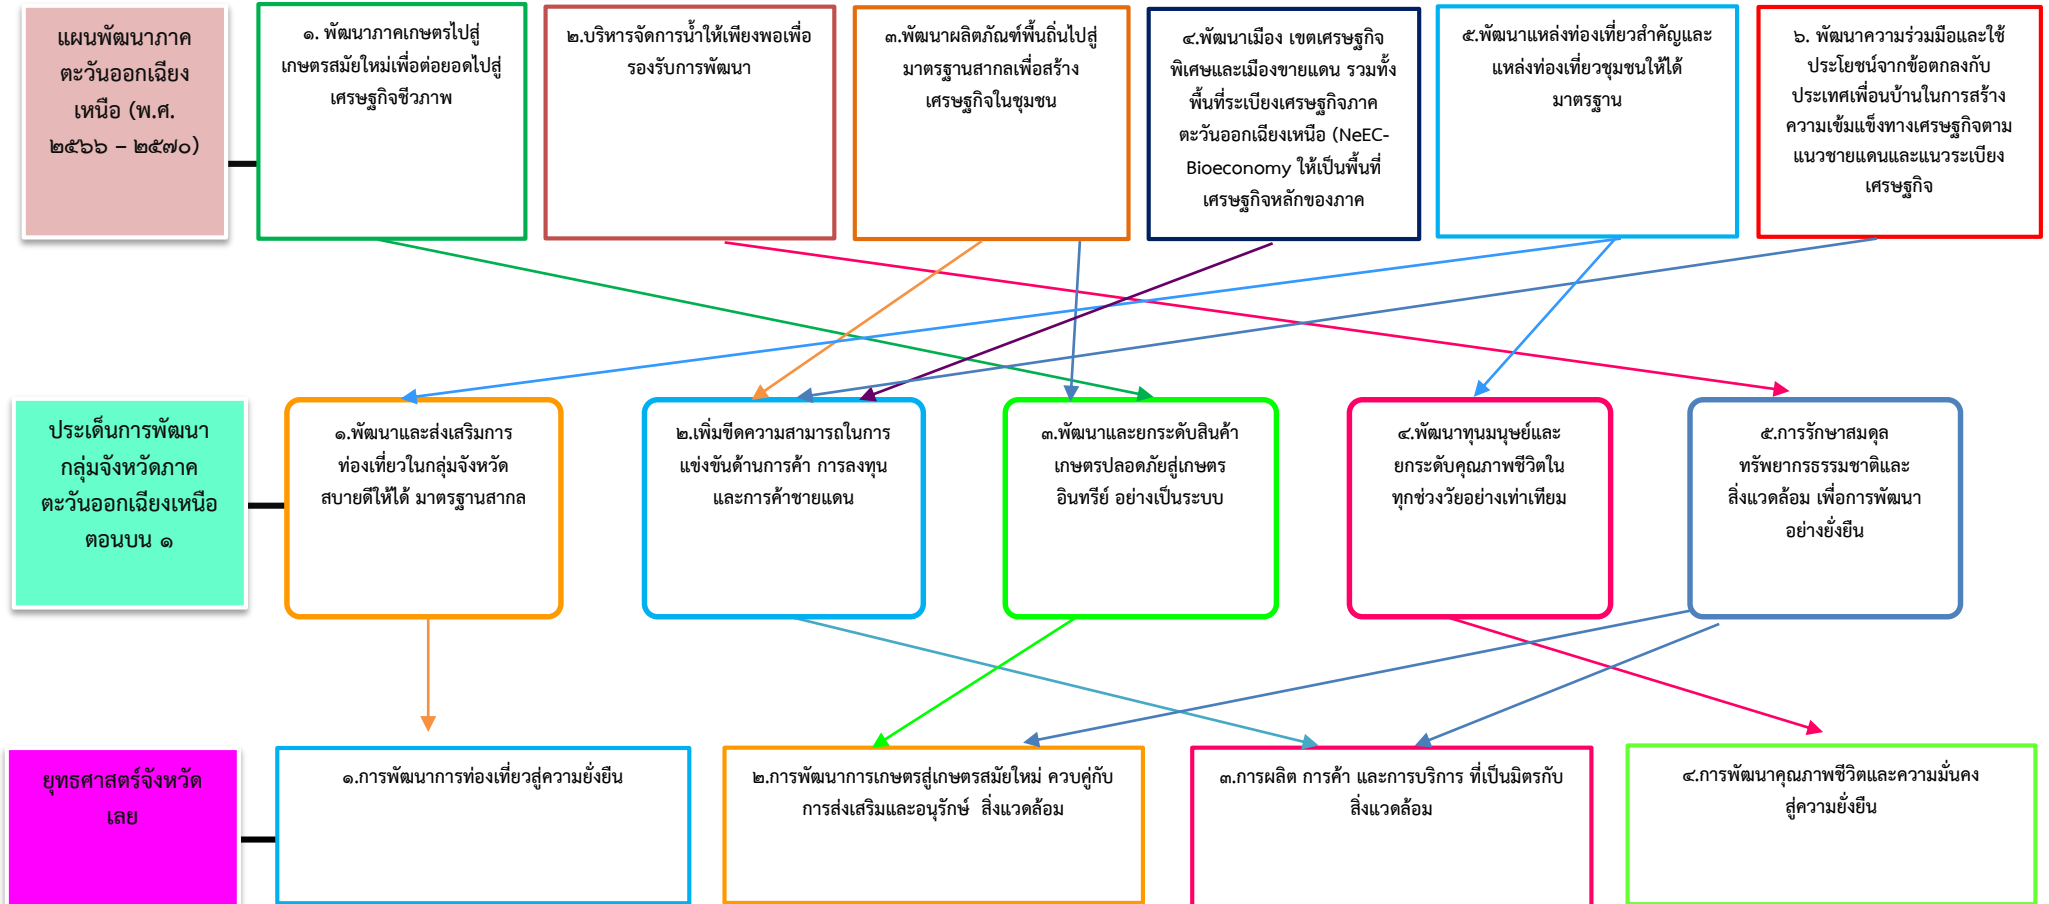 แผนพัฒนาภาค
ตะวันออกเฉียง
เหนือ (พ.ศ.
๒๕๖๖ – ๒๕๗๐)
๑. พัฒนาภาคเกษตรไปสู่
เกษตรสมัยใหม่เพื่อต่อยอดไปสู่
เศรษฐกิจชีวภาพ
๒.บริหารจัดการน้ำให้เพียงพอเพื่อ
รองรับการพัฒนา
๓.พัฒนาผลิตภัณฑ์พื้นถิ่นไปสู่
มาตรฐานสากลเพื่อสร้าง
เศรษฐกิจในชุมชน
๔.พัฒนาเมือง เขตเศรษฐกิจ
พิเศษและเมืองชายแดน รวมทั้ง
พื้นที่ระเบียงเศรษฐกิจภาค
ตะวันออกเฉียงเหนือ (NeEC-
Bioeconomy ให้เป็นพื้นที่
เศรษฐกิจหลักของภาค
๕.พัฒนาแหล่งท่องเที่ยวสำคัญและ
แหล่งท่องเที่ยวชุมชนให้ได้
มาตรฐาน
๖. พัฒนาความร่วมมือและใช้
ประโยชน์จากข้อตกลงกับ
ประเทศเพื่อนบ้านในการสร้าง
ความเข้มแข็งทางเศรษฐกิจตาม
แนวชายแดนและแนวระเบียง
เศรษฐกิจ
ประเด็นการพัฒนา
กลุ่มจังหวัดภาค
ตะวันออกเฉียงเหนือ
ตอนบน ๑
๑.พัฒนาและส่งเสริมการ
ท่องเที่ยวในกลุ่มจังหวัด
สบายดีให้ได้ มาตรฐานสากล
๒.เพิ่มขีดความสามารถในการ
แข่งขันด้านการค้า การลงทุน
และการค้าชายแดน
๓.พัฒนาและยกระดับสินค้า
เกษตรปลอดภัยสู่เกษตร
อินทรีย์ อย่างเป็นระบบ
๔.พัฒนาทุนมนุษย์และ
ยกระดับคุณภาพชีวิตใน
ทุกช่วงวัยอย่างเท่าเทียม
๕.การรักษาสมดุล
ทรัพยากรธรรมชาติและ
สิ่งแวดล้อม เพื่อการพัฒนา
อย่างยั่งยืน
ยุทธศาสตร์จังหวัด
เลย
๑.การพัฒนาการท่องเที่ยวสู่ความยั่งยืน
๒.การพัฒนาการเกษตรสู่เกษตรสมัยใหม่ ควบคู่กับ
การส่งเสริมและอนุรักษ์ สิ่งแวดล้อม
๓.การผลิต การค้า และการบริการ ที่เป็นมิตรกับ
สิ่งแวดล้อม
๔.การพัฒนาคุณภาพชีวิตและความมั่นคง
สู่ความยั่งยืน